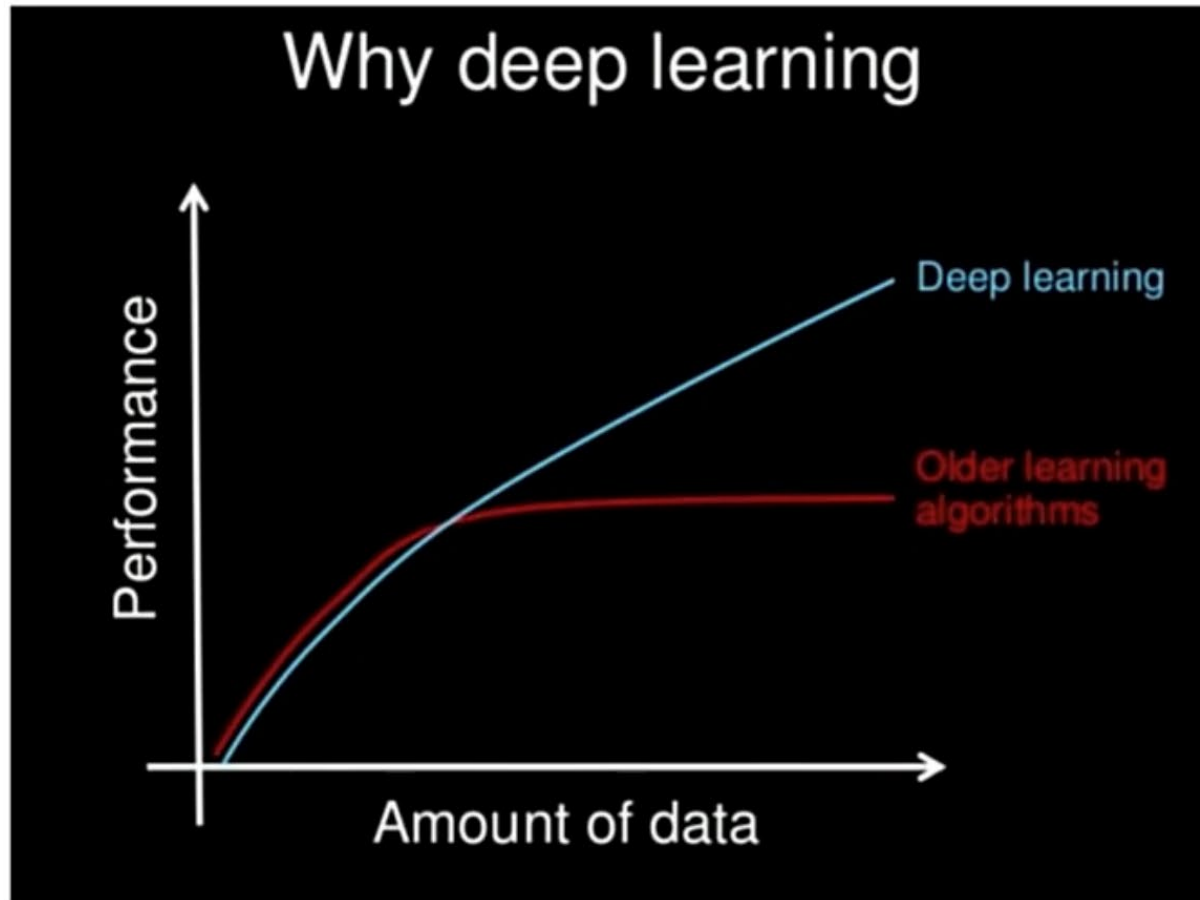 Why deep learning
Performance
Deep learning
Older learning
algorithms
Amount of data